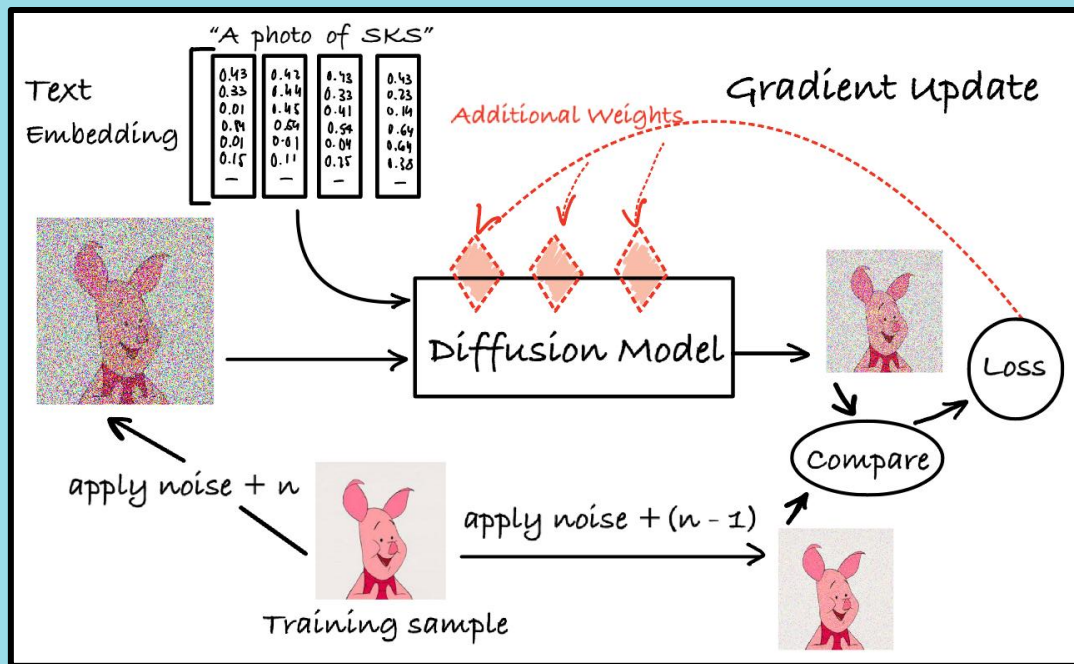 "A photo of SKS"
Text
Embedding
0.43 0.42 0.43 0.43
0.33 0.44 0.33 0.23
0.01 0.45 0.41 0.14
0.84 0.54 0.54 0.64
0.01 0.01 0.04 0.64
0.15 0.11 0.25 0.38
Additional Weights
Gradient Update
Diffusion Model
Loss
Compare
apply noise + n
apply noise + (n - 1)
Training sample